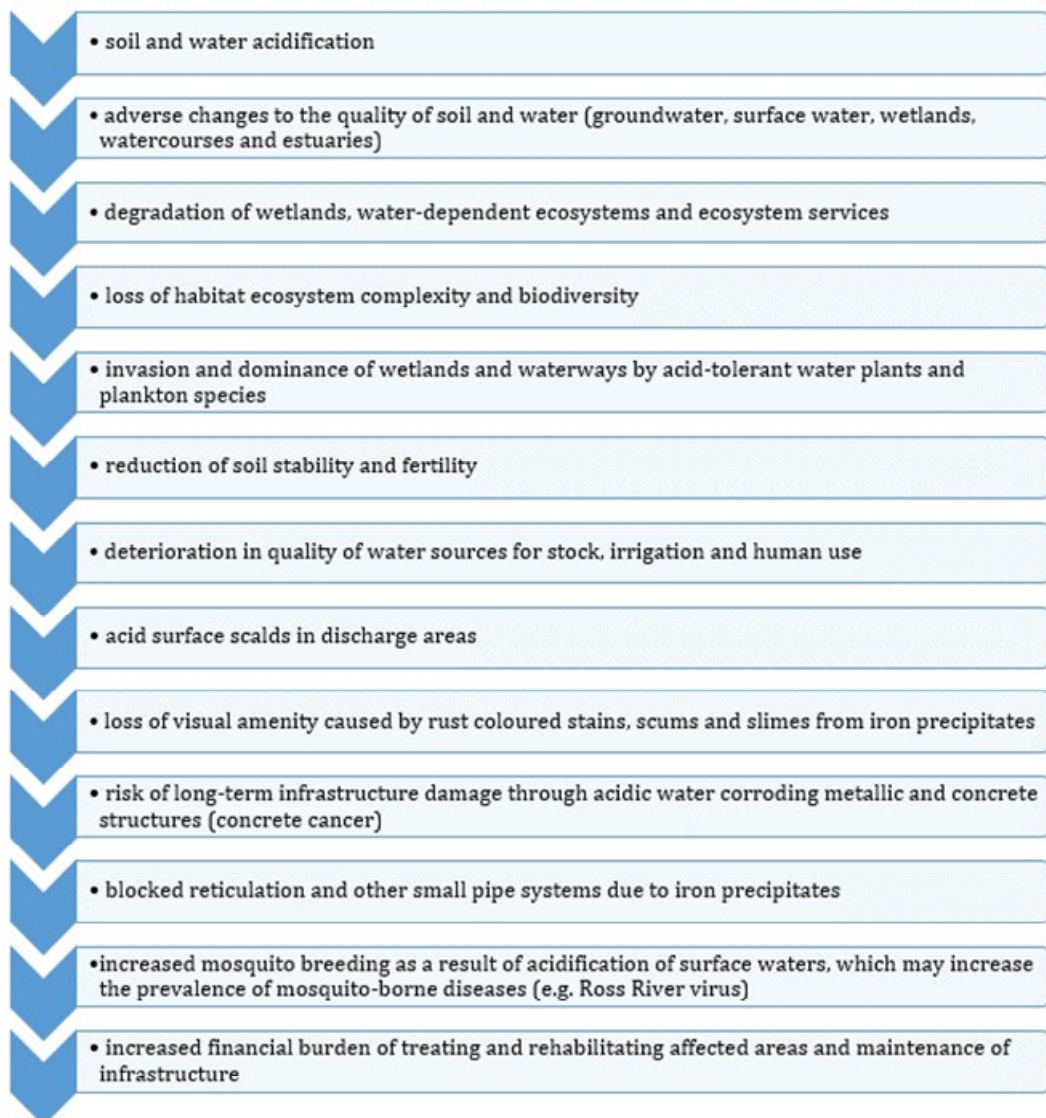 • soil and water acidification
• adverse changes to the quality of soil and water (groundwater, surface water, wetlands,
watercourses and estuaries)
• degradation of wetlands, water-dependent ecosystems and ecosystem services
• loss of habitat ecosystem complexity and biodiversity
• invasion and dominance of wetlands and waterways by acid-tolerant water plants and
plankton species
• reduction of soil stability and fertility
• deterioration in quality of water sources for stock, irrigation and human use
• acid surface scalds in discharge areas
• loss of visual amenity caused by rust coloured stains, scums and slimes from iron precipitates
• risk of long-term infrastructure damage through acidic water corroding metallic and concrete
structures (concrete cancer)
• blocked reticulation and other small pipe systems due to iron precipitates
•increased mosquito breeding as a result of acidification of surface waters, which may increase
the prevalence of mosquito-borne diseases (e.g. Ross River virus)
• increased financial burden of treating and rehabilitating affected areas and maintenance of
infrastructure